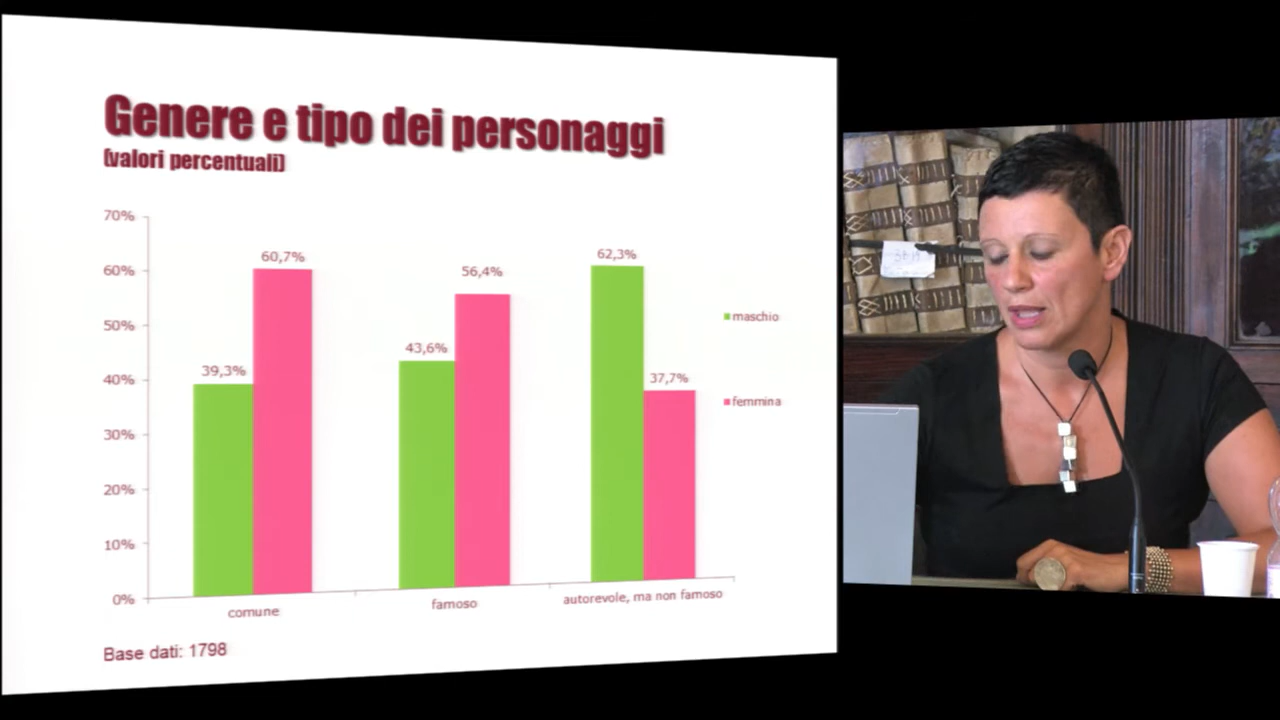 Genere e tipo dei personaggi
(valori percentuali)
70%
60%
50%
40%
30%
20%
10%
0%
39,3%
60,7%
43,6%
56,4%
62,3%
37,7%
maschio
femmina
comune
famoso
autorevole, ma non famoso
Base dati: 1798